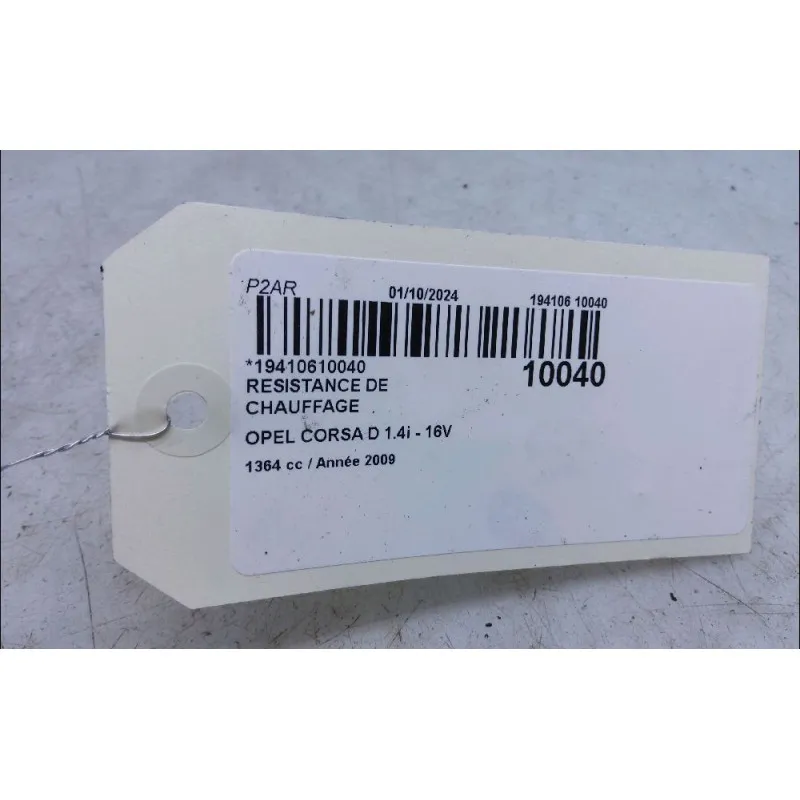 P2AR 01/10/2024 194106 10040
*19410610040 10040
RESISTANCE DE
CHAUFFAGE
OPEL CORSA D 1.4i - 16V
1364 cc / Année 2009